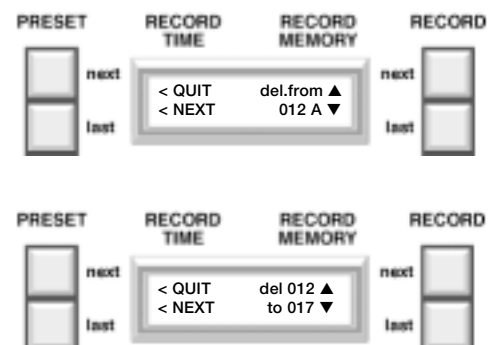 PRESET RECORD TIME RECORD MEMORY RECORD
next next
< QUIT del.from ▲
< NEXT 012 A ▼
last last
PRESET RECORD TIME RECORD MEMORY RECORD
next next
< QUIT del 012 ▲
< NEXT to 017 ▼
last last